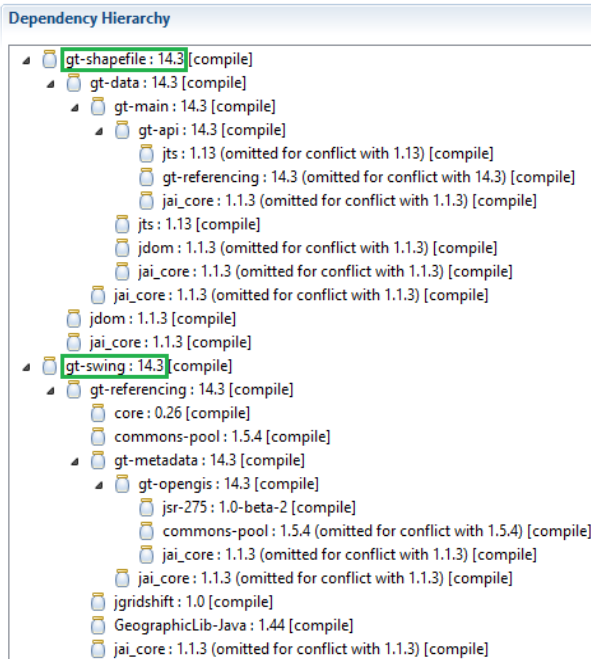 Dependency Hierarchy
gt-shapefile : 14.3 [compile]
gt-data : 14.3 [compile]
gt-main : 14.3 [compile]
gt-api : 14.3 [compile]
jts : 1.13 (omitted for conflict with 1.13) [compile]
gt-referencing : 14.3 (omitted for conflict with 14.3) [compile]
jai_core : 1.1.3 (omitted for conflict with 1.1.3) [compile]
jts : 1.13 [compile]
jdom : 1.1.3 (omitted for conflict with 1.1.3) [compile]
jai_core : 1.1.3 (omitted for conflict with 1.1.3) [compile]
jai_core : 1.1.3 (omitted for conflict with 1.1.3) [compile]
jdom : 1.1.3 [compile]
jai_core : 1.1.3 [compile]
gt-swing : 14.3 [compile]
gt-referencing : 14.3 [compile]
core : 0.26 [compile]
commons-pool : 1.5.4 [compile]
gt-metadata : 14.3 [compile]
gt-opengis : 14.3 [compile]
jsr-275 : 1.0-beta-2 [compile]
commons-pool : 1.5.4 (omitted for conflict with 1.5.4) [compile]
jai_core : 1.1.3 (omitted for conflict with 1.1.3) [compile]
jai_core : 1.1.3 (omitted for conflict with 1.1.3) [compile]
jgridshift : 1.0 [compile]
GeographicLib-Java : 1.44 [compile]
jai_core : 1.1.3 (omitted for conflict with 1.1.3) [compile]